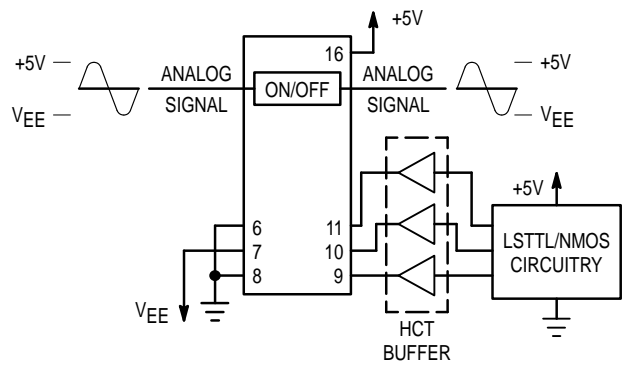 +5V
16
+5V
ANALOG
SIGNAL
ON/OFF
ANALOG
SIGNAL
+5V
VEE
VEE
+5V
6
11
7
10
8
9
LSTTL/NMOS
CIRCUITRY
VEE
HCT
BUFFER